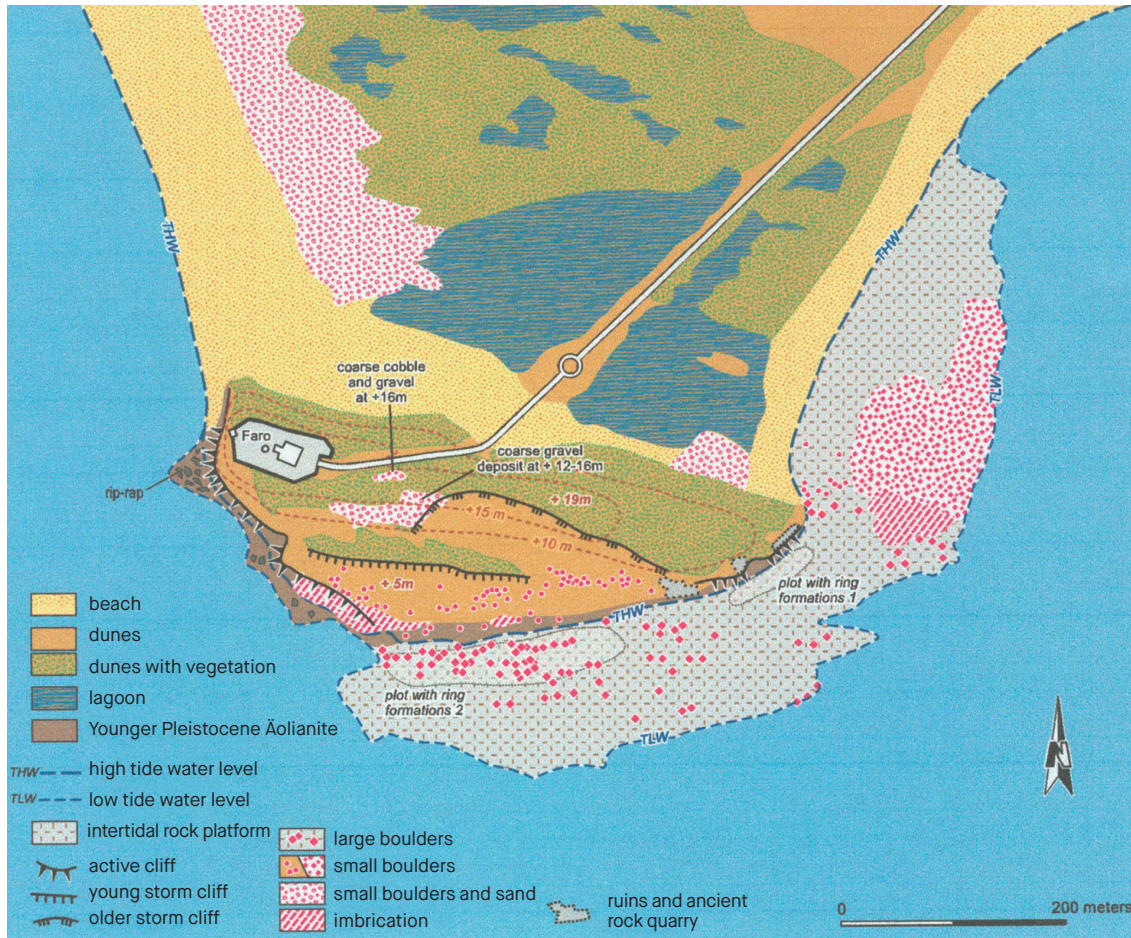 THW
THW
TLW
coarse cobble
and gravel
at +16m
Faro
coarse gravel
deposit at + 12-16m
rip-rap
+ 19m
+15 m
+10 m
+ 5m
plot with ring
formations 1
THW
plot with ring
formations 2
TLW
N
beach
dunes
dunes with vegetation
lagoon
Younger Pleistocene Äolianite
THW high tide water level
TLW low tide water level
intertidal rock platform
active cliff
young storm cliff
older storm cliff
large boulders
small boulders
small boulders and sand
imbrication
ruins and ancient
rock quarry
0 200 meters